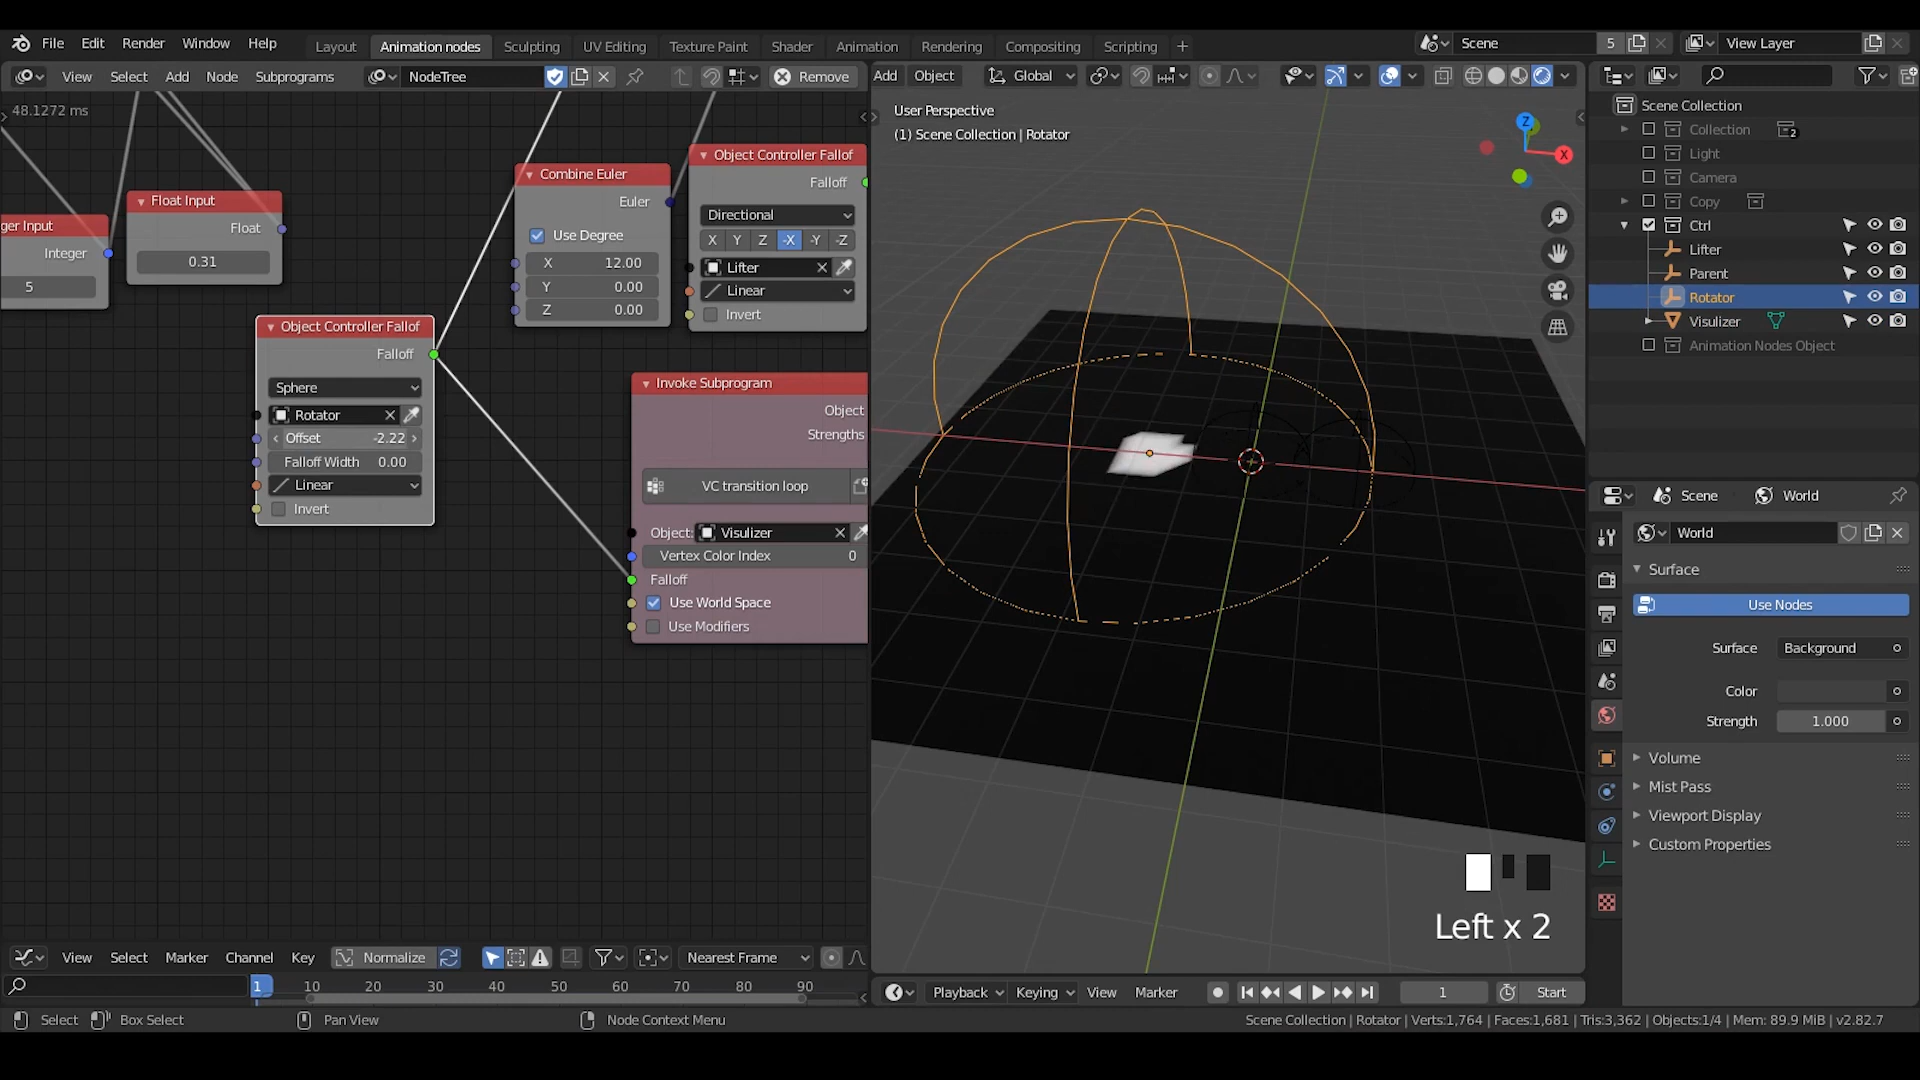 File Edit Render Window Help Layout Animation nodes Sculpting UV Editing Texture Paint Shader Animation Rendering Compositing Scripting Scene 5 View Layer
View Select Add Node Subprograms NodeTree Remove Add Object Global
48.1272 ms
User Perspective
(1) Scene Collection | Rotator
ger Input
Integer
5
Float Input
Float
0.31
Object Controller Fallof
Falloff
Sphere
Rotator
Offset -2.22
Falloff Width 0.00
Linear
Invert
Combine Euler
Euler
Use Degree
X 12.00
Y 0.00
Z 0.00
Object Controller Fallof
Falloff
Directional
X Y Z -X -Y -Z
Lifter
Linear
Invert
Invoke Subprogram
Object
Strengths
VC transition loop
Object: Visulizer
Vertex Color Index 0
Falloff
Use World Space
Use Modifiers
Z
X
Left x 2
Scene Collection
Collection 2
Light
Camera
Copy
Ctrl
Lifter
Parent
Rotator
Visulizer
Animation Nodes Object
Scene World
World
Surface
Use Nodes
Surface Background
Color
Strength 1.000
Volume
Mist Pass
Viewport Display
Custom Properties
View Select Marker Channel Key Normalize Nearest Frame
1 10 20 30 40 50 60 70 80 90
Playback Keying View Marker 1 Start
Select Box Select Pan View Node Context Menu
Scene Collection | Rotator | Verts:1,764 | Faces:1,681 | Tris:3,362 | Objects:1/4 | Mem: 89.9 MiB | v2.82.7